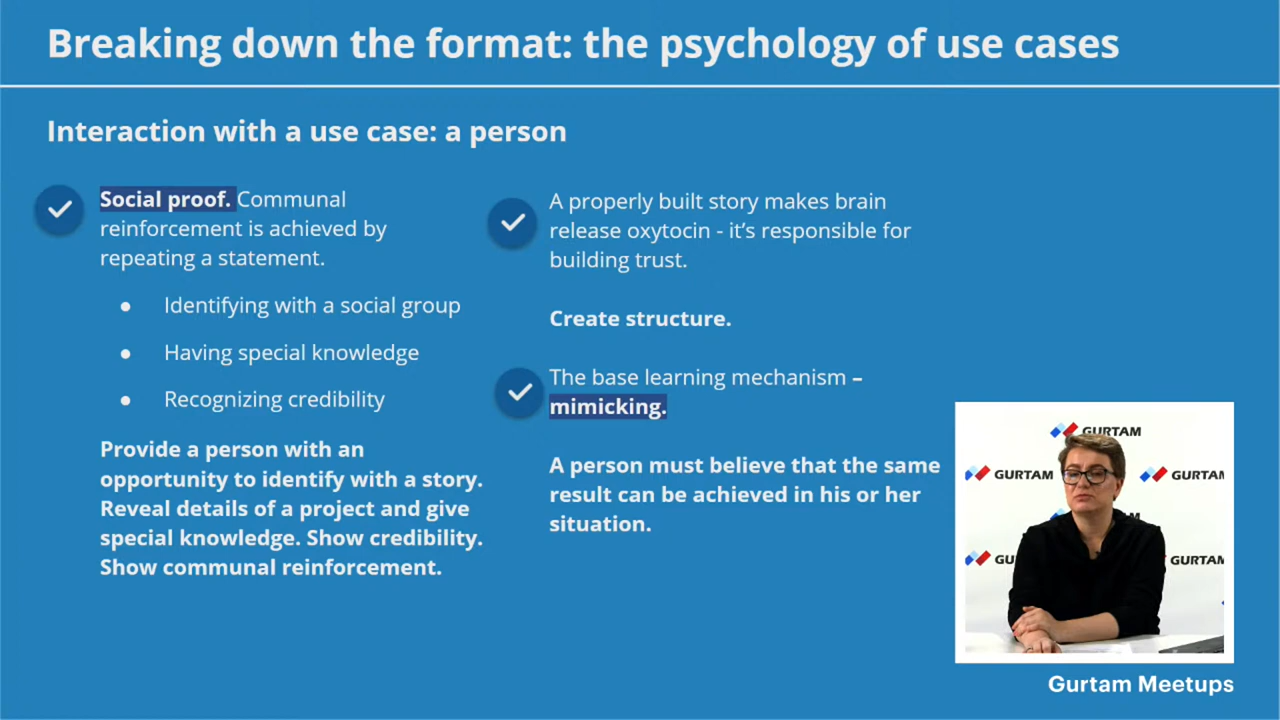 Breaking down the format: the psychology of use cases
Interaction with a use case: a person
Social proof. Communal
reinforcement is achieved by
repeating a statement.
● Identifying with a social group
● Having special knowledge
● Recognizing credibility
Provide a person with an
opportunity to identify with a story.
Reveal details of a project and give
special knowledge. Show credibility.
Show communal reinforcement.
A properly built story makes brain
release oxytocin - it’s responsible for
building trust.
Create structure.
The base learning mechanism –
mimicking.
A person must believe that the same
result can be achieved in his or her
situation.
GURTAM
GURTAM
GURTAM
GU
GURTAM
Gurtam Meetups